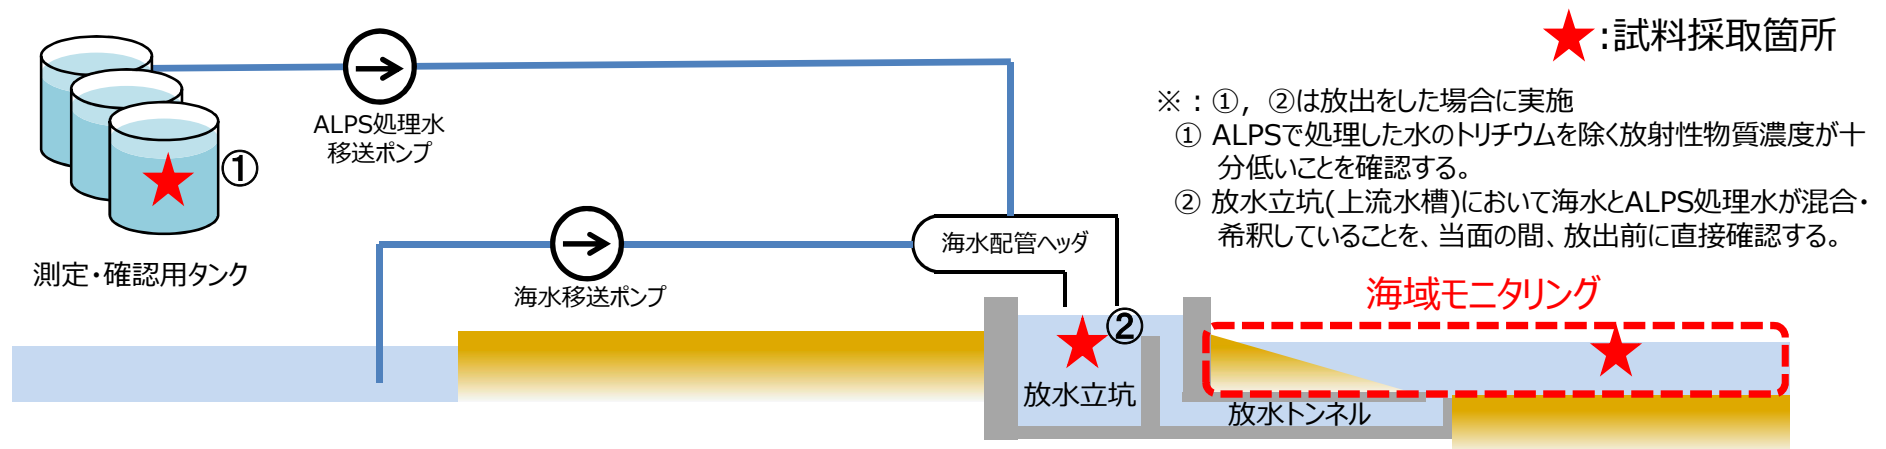 ★:試料採取箇所
※：①，②は放出をした場合に実施
① ALPSで処理した水のトリチウムを除く放射性物質濃度が十
分低いことを確認する。
② 放水立坑(上流水槽)において海水とALPS処理水が混合・
希釈していることを、当面の間、放出前に直接確認する。
ALPS処理水
移送ポンプ
①
測定・確認用タンク
海水配管ヘッダ
海水移送ポンプ
海域モニタリング
②
放水立坑
放水トンネル